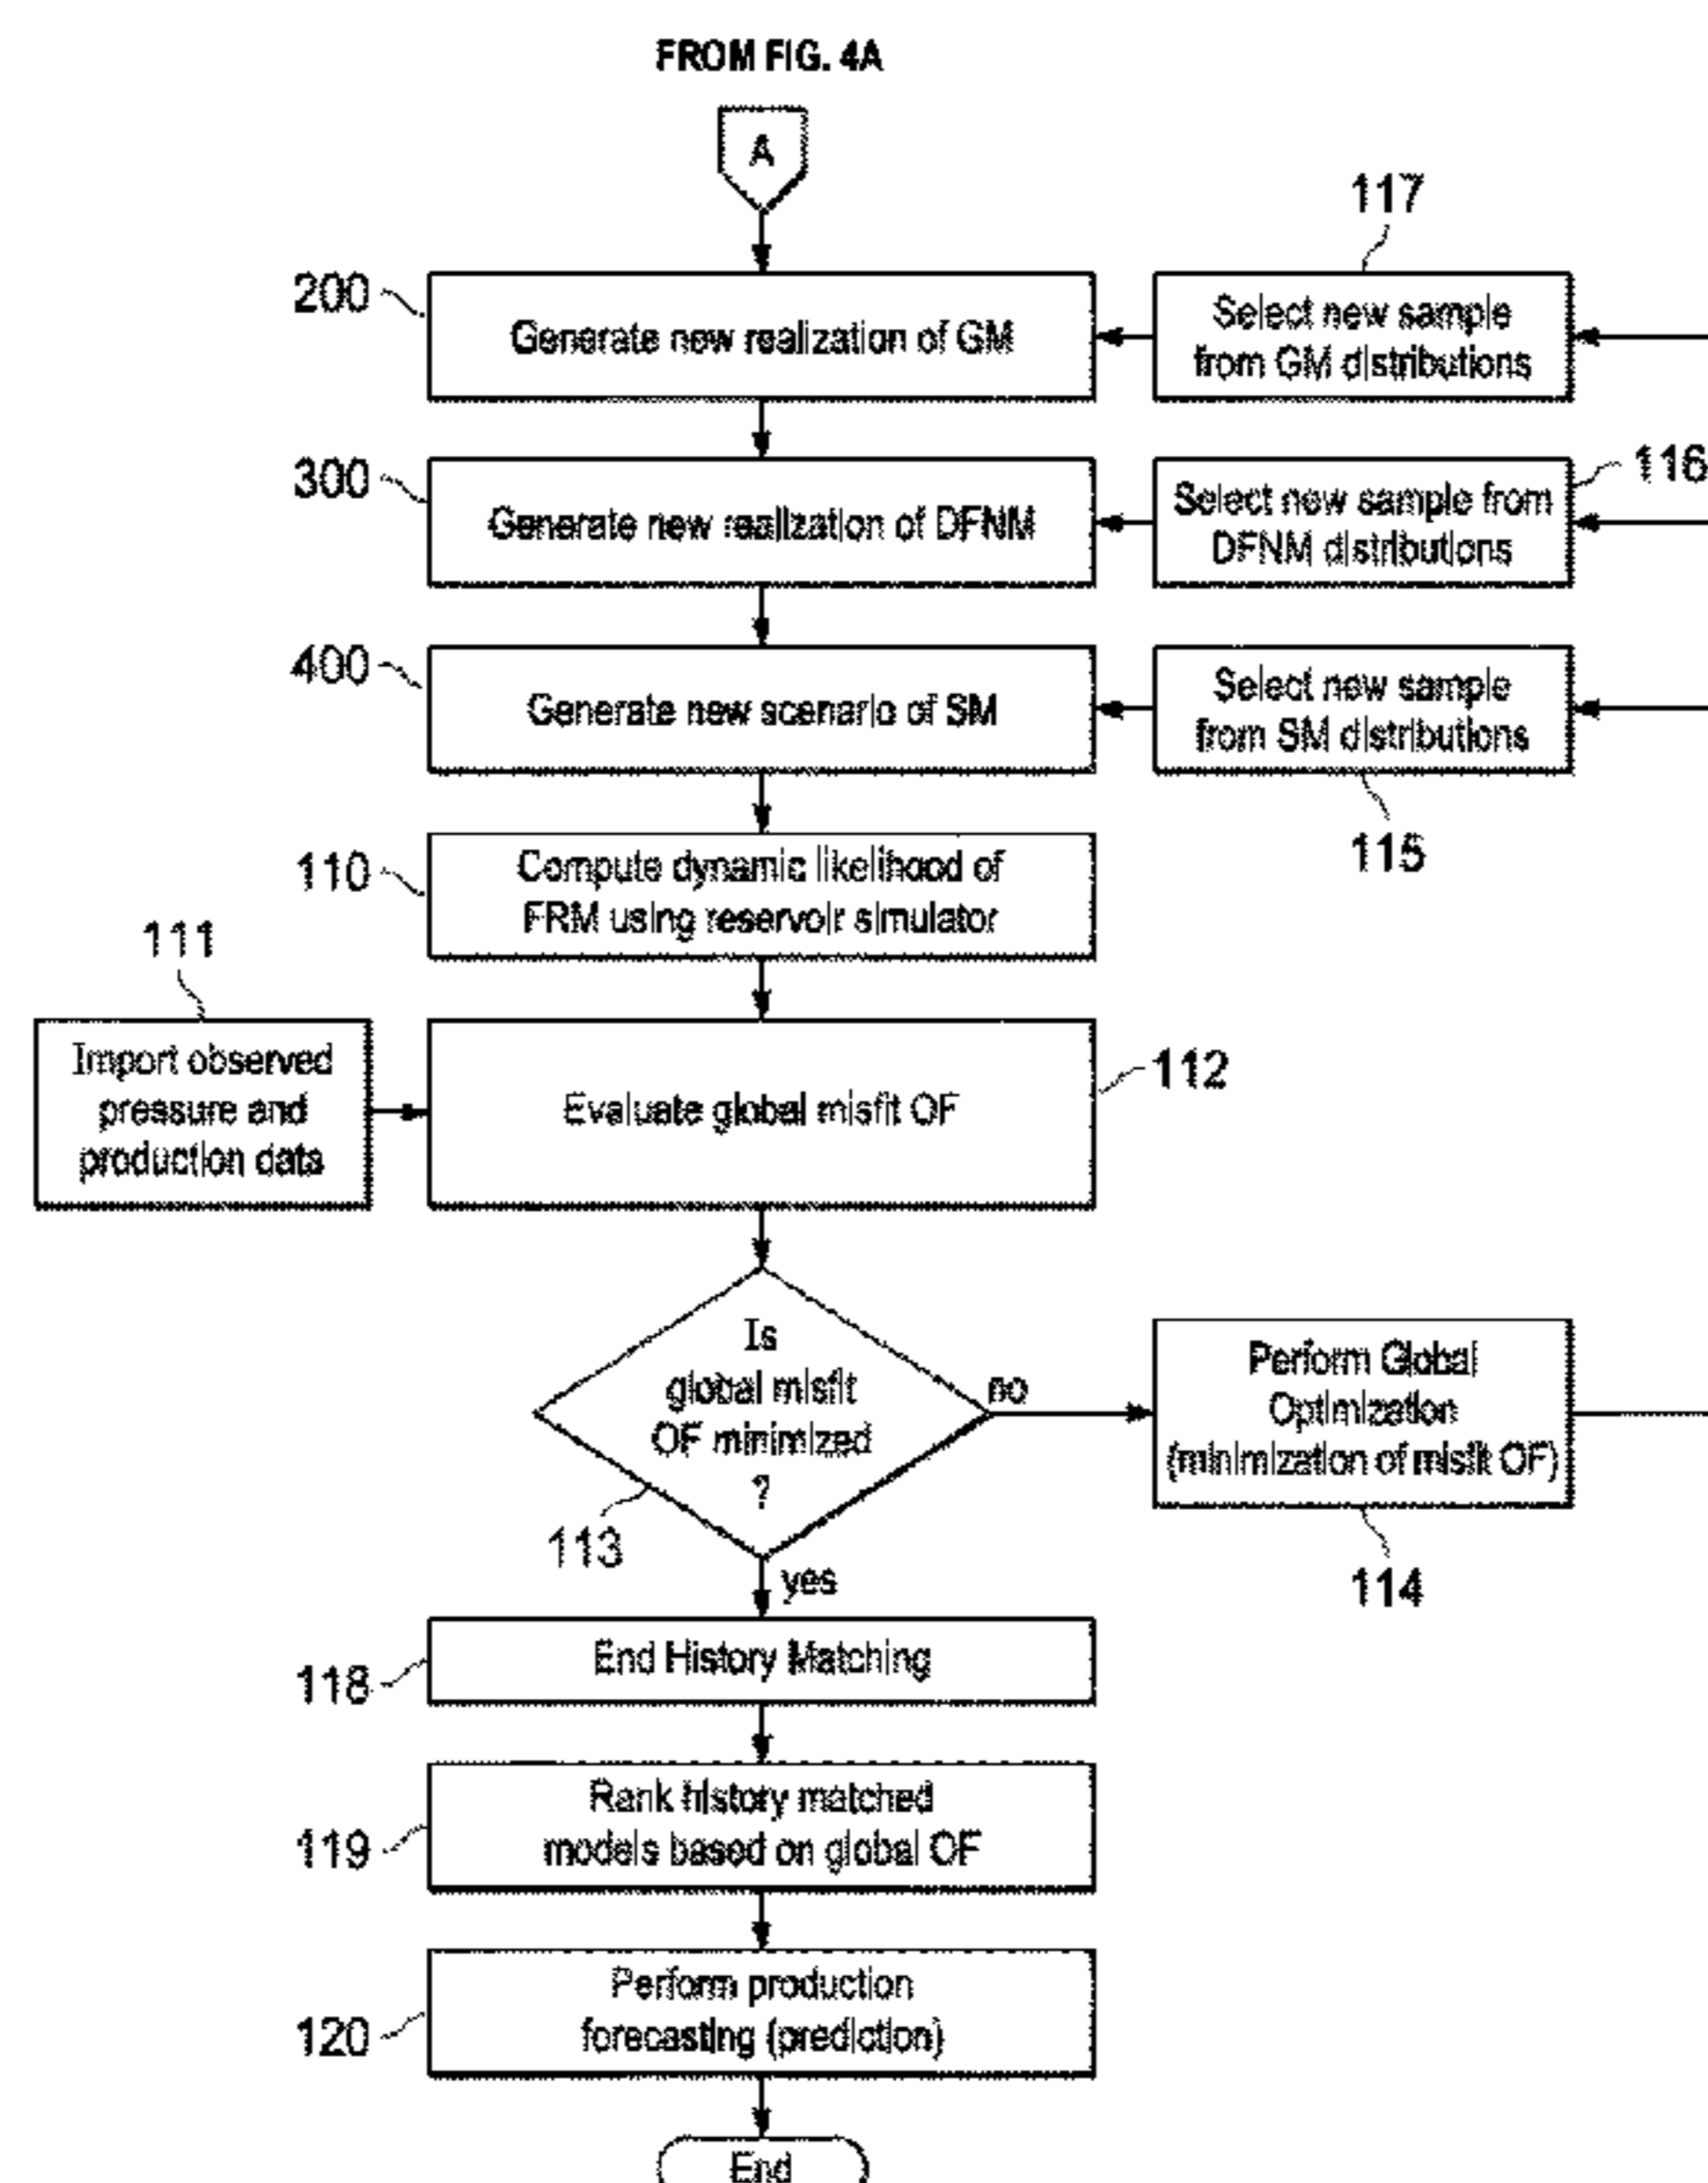 FROM FIG. 4A
A
117
200
Generate new realization of GM
Select new sample
from GM distributions
300
Generate new realization of DFNM
Select new sample from
DFNM distributions
116
400
Generate new scenario of SM
Select new sample
from SM distributions
115
110
Compute dynamic likelihood of
FRM using reservoir simulator
111
Import observed
pressure and
production data
Evaluate global misfit OF
112
Is
global misfit
OF minimized
?
no
113
yes
Perform Global
Optimization
(minimization of misfit OF)
114
118
End History Matching
119
Rank history matched
models based on global OF
120
Perform production
forecasting (prediction)
End